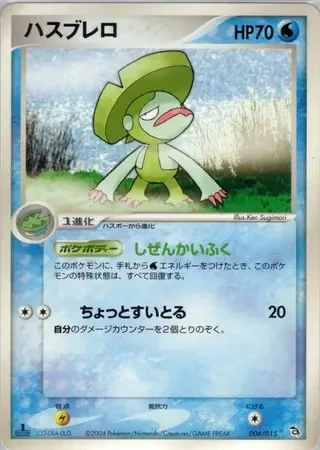 ハスブレロ HP70
Illus.Ken Sugimori
1進化
ハスボーから進化
ポケボディー しぜんかいふく
このポケモンに、手札から エネルギーをつけたとき、このポケモンの特殊状態は、すべて回復する。
ちょっとすいとる 20
自分のダメージカウンターを2個とりのぞく。
弱点 抵抗力 にげる
1 ©2004 Pokémon/Nintendo/Creatures/GAME FREAK 004/015